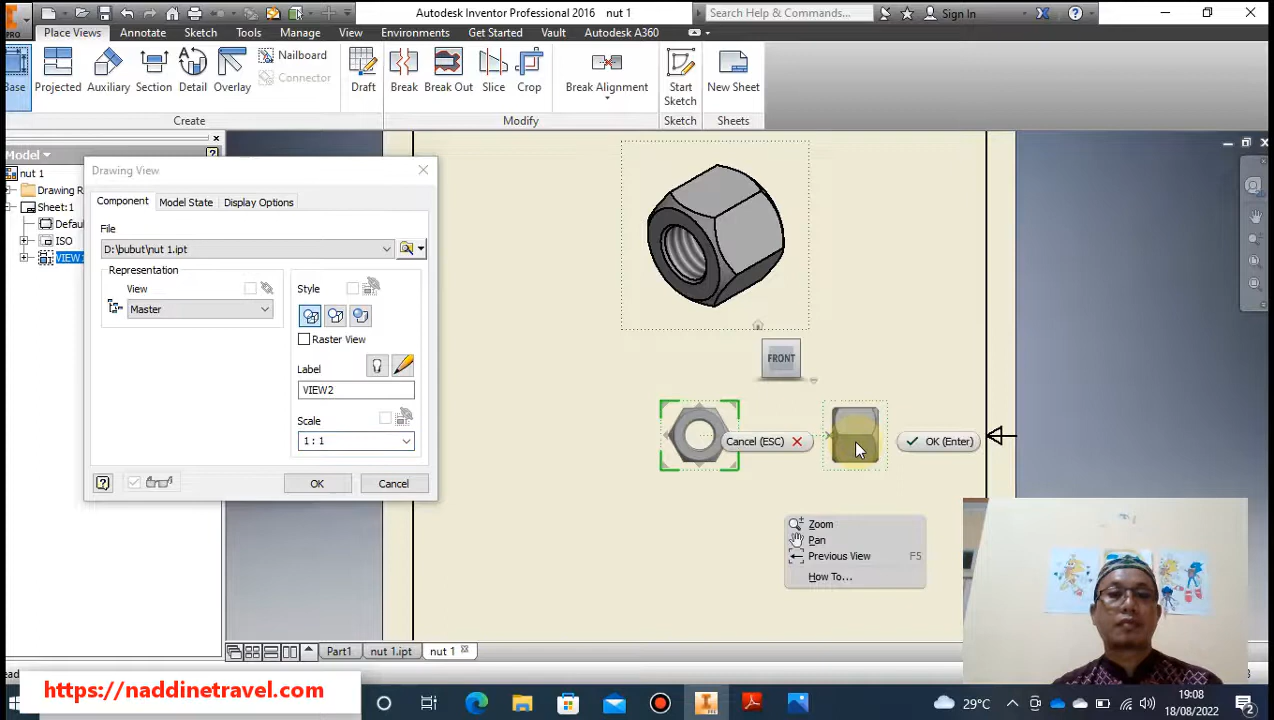 PRO
Autodesk Inventor Professional 2016 nut 1
Search Help & Commands...
Sign In
Place Views Annotate Sketch Tools Manage View Environments Get Started Vault Autodesk A360
Base
Projected
Auxiliary
Section
Detail
Overlay
Nailboard
Connector
Draft
Break
Break Out
Slice
Crop
Break Alignment
Start
Sketch
New Sheet
Create
Modify
Sketch
Sheets
Model
nut 1
Drawing R
Sheet:1
Defau
ISO
VIEW1
Drawing View
Component Model State Display Options
File
D:\bubut\nut 1.ipt
Representation
View
Master
Style
Raster View
Label
VIEW2
Scale
1 : 1
OK
Cancel
FRONT
Cancel (ESC)
OK (Enter)
Zoom
Pan
Previous View F5
How To...
Part1 nut 1.ipt nut 1
https://naddinetravel.com
29°C
19:08
18/08/2022
2